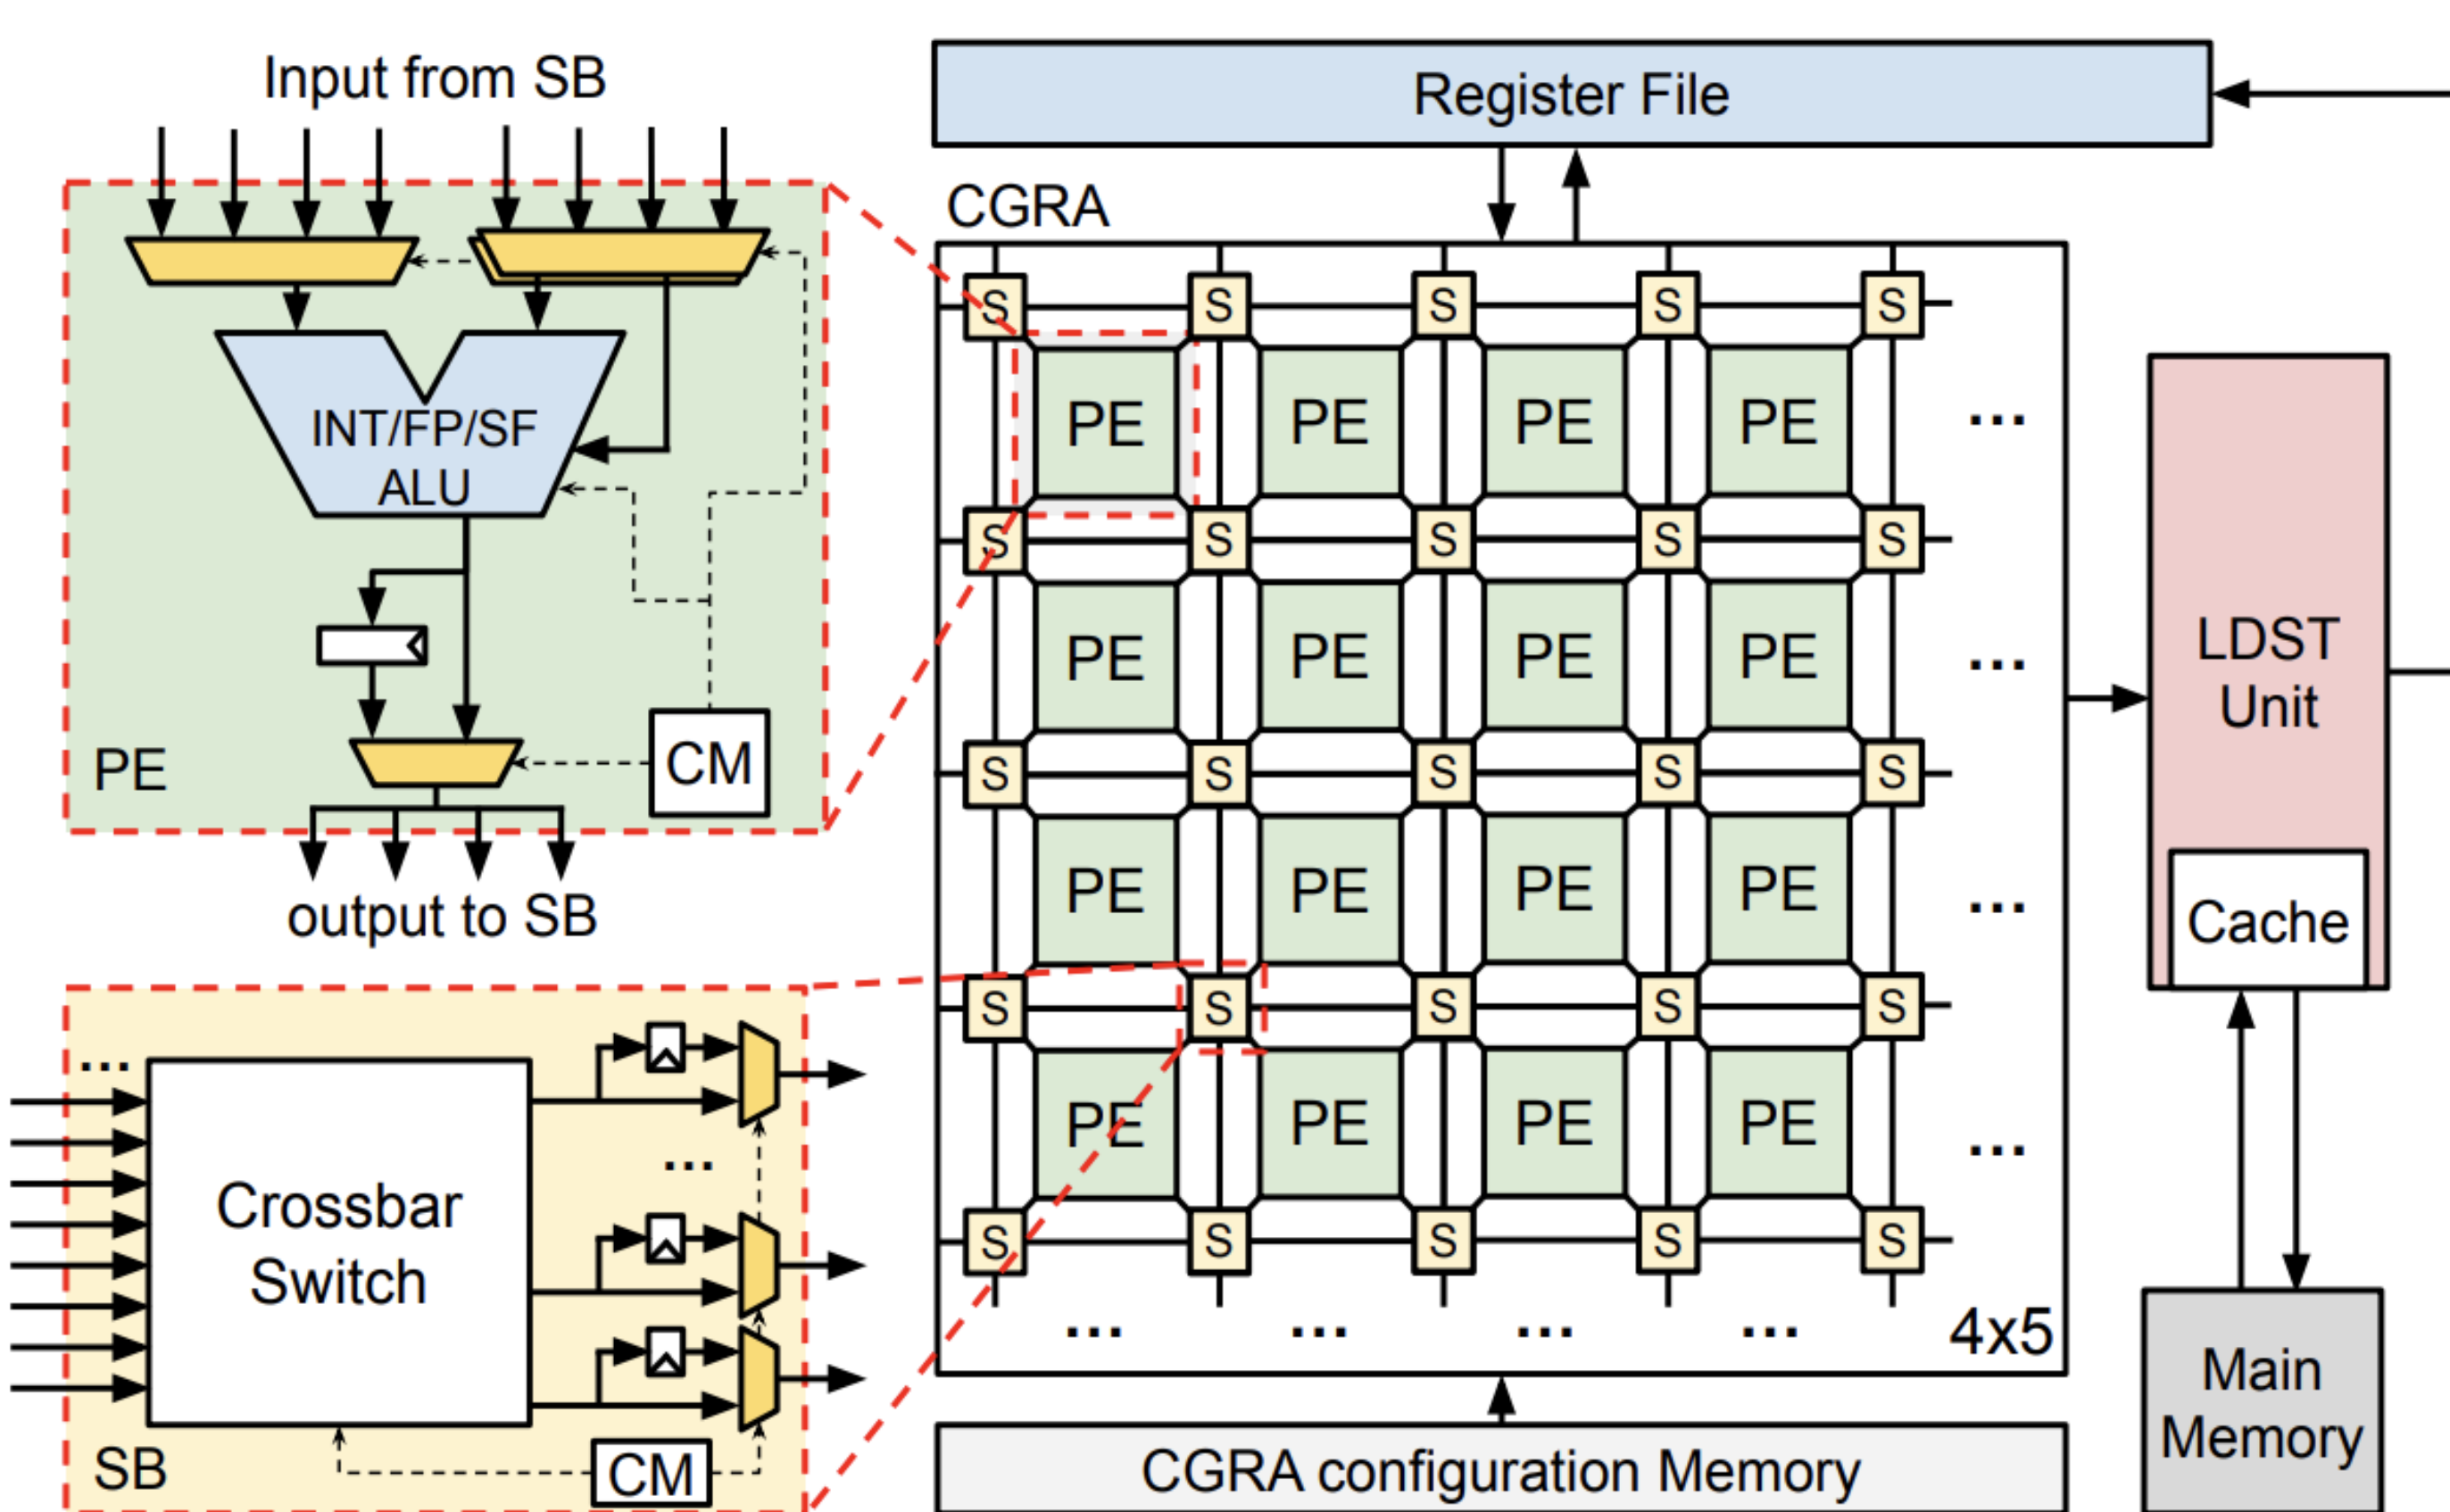 Input from SB
INT/FP/SF
ALU
CM
PE
output to SB
...
Crossbar
Switch
...
CM
SB
Register File
CGRA
S S S S S
PE PE PE PE ...
S S S S S
PE PE PE PE ...
S S S S S
PE PE PE PE ...
S S S S S
PE PE PE PE ...
S S S S S
... ... ... ... 4x5
CGRA configuration Memory
LDST
Unit
Cache
Main
Memory